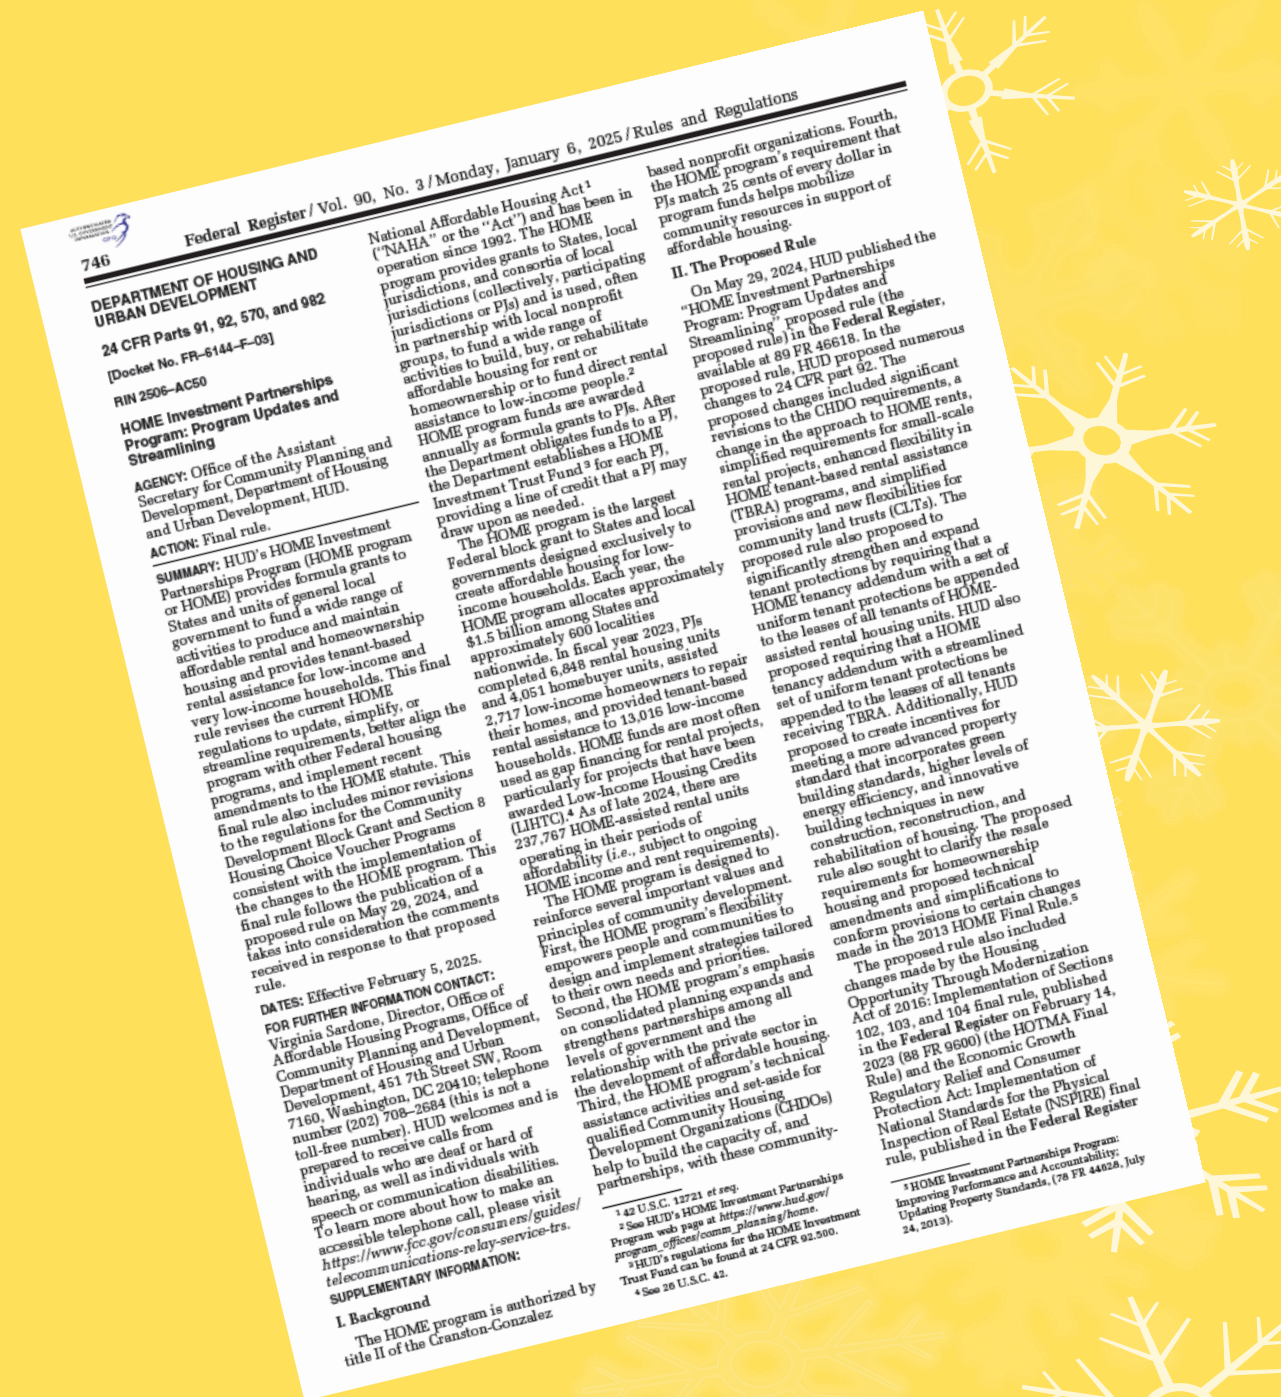 AUTHENTICATED
U.S. GOVERNMENT
INFORMATION
GPO
746
Federal Register / Vol. 90, No. 3 / Monday, January 6, 2025 / Rules and Regulations
DEPARTMENT OF HOUSING AND
URBAN DEVELOPMENT
24 CFR Parts 91, 92, 570, and 982
[Docket No. FR–6144–F–03]
RIN 2506–AC50
HOME Investment Partnerships
Program: Program Updates and
Streamlining
AGENCY: Office of the Assistant
Secretary for Community Planning and
Development, Department of Housing
and Urban Development, HUD.
ACTION: Final rule.
SUMMARY: HUD's HOME Investment
Partnerships Program (HOME program
or HOME) provides formula grants to
States and units of general local
government to fund a wide range of
activities to produce and maintain
affordable rental and homeownership
housing and provides tenant-based
rental assistance for low-income and
very low-income households. This final
rule revises the current HOME
regulations to update, simplify, or
streamline requirements, better align the
program with other Federal housing
programs, and implement recent
amendments to the HOME statute. This
final rule also includes minor revisions
to the regulations for the Community
Development Block Grant and Section 8
Housing Choice Voucher Programs
consistent with the implementation of
the changes to the HOME program. This
final rule follows the publication of a
proposed rule on May 29, 2024, and
takes into consideration the comments
received in response to that proposed
rule.
DATES: Effective February 5, 2025.
FOR FURTHER INFORMATION CONTACT:
Virginia Sardone, Director, Office of
Affordable Housing Programs, Office of
Community Planning and Development,
Department of Housing and Urban
Development, 451 7th Street SW, Room
7160, Washington, DC 20410; telephone
number (202) 708–2684 (this is not a
toll-free number). HUD welcomes and is
prepared to receive calls from
individuals who are deaf or hard of
hearing, as well as individuals with
speech or communication disabilities.
To learn more about how to make an
accessible telephone call, please visit
https://www.fcc.gov/consumers/guides/
telecommunications-relay-service-trs.
SUPPLEMENTARY INFORMATION:
I. Background
The HOME program is authorized by
title II of the Cranston-Gonzalez
National Affordable Housing Act 1
("NAHA" or the "Act") and has been in
operation since 1992. The HOME
program provides grants to States, local
jurisdictions, and consortia of local
jurisdictions (collectively, participating
jurisdictions or PJs) and is used, often
in partnership with local nonprofit
groups, to fund a wide range of
activities to build, buy, or rehabilitate
affordable housing for rent or
homeownership or to fund direct rental
assistance to low-income people.2
HOME program funds are awarded
annually as formula grants to PJs. After
the Department obligates funds to a PJ,
the Department establishes a HOME
Investment Trust Fund 3 for each PJ,
providing a line of credit that a PJ may
draw upon as needed.
The HOME program is the largest
Federal block grant to States and local
governments designed exclusively to
create affordable housing for low-
income households. Each year, the
HOME program allocates approximately
$1.5 billion among States and
approximately 600 localities
nationwide. In fiscal year 2023, PJs
completed 6,848 rental housing units
and 4,051 homebuyer units, assisted
2,717 low-income homeowners to repair
their homes, and provided tenant-based
rental assistance to 13,016 low-income
households. HOME funds are most often
used as gap financing for rental projects,
particularly for projects that have been
awarded Low-Income Housing Credits
(LIHTC).4 As of late 2024, there are
237,767 HOME-assisted rental units
operating in their periods of
affordability (i.e., subject to ongoing
HOME income and rent requirements).
The HOME program is designed to
reinforce several important values and
principles of community development.
First, the HOME program's flexibility
empowers people and communities to
design and implement strategies tailored
to their own needs and priorities.
Second, the HOME program's emphasis
on consolidated planning expands and
strengthens partnerships among all
levels of government and the
relationship with the private sector in
the development of affordable housing.
Third, the HOME program's technical
assistance activities and set-aside for
qualified Community Housing
Development Organizations (CHDOs)
help to build the capacity of, and
partnerships, with these community-
1 42 U.S.C. 12721 et seq.
2 See HUD's HOME Investment Partnerships
Program web page at https://www.hud.gov/
program_offices/comm_planning/home.
3 HUD's regulations for the HOME Investment
Trust Fund can be found at 24 CFR 92.500.
4 See 26 U.S.C. 42.
based nonprofit organizations. Fourth,
the HOME program's requirement that
PJs match 25 cents of every dollar in
program funds helps mobilize
community resources in support of
affordable housing.
II. The Proposed Rule
On May 29, 2024, HUD published the
"HOME Investment Partnerships
Program: Program Updates and
Streamlining" proposed rule (the
proposed rule) in the Federal Register,
available at 89 FR 46618. In the
proposed rule, HUD proposed numerous
changes to 24 CFR part 92. The
proposed changes included significant
revisions to the CHDO requirements, a
change in the approach to HOME rents,
simplified requirements for small-scale
rental projects, enhanced flexibility in
HOME tenant-based rental assistance
(TBRA) programs, and simplified
provisions and new flexibilities for
community land trusts (CLTs). The
proposed rule also proposed to
significantly strengthen and expand
tenant protections by requiring that a
HOME tenancy addendum with a set of
uniform tenant protections be appended
to the leases of all tenants of HOME-
assisted rental housing units. HUD also
proposed requiring that a HOME
tenancy addendum with a streamlined
set of uniform tenant protections be
appended to the leases of all tenants
receiving TBRA. Additionally, HUD
proposed to create incentives for
meeting a more advanced property
standard that incorporates green
building standards, higher levels of
energy efficiency, and innovative
building techniques in new
construction, reconstruction, and
rehabilitation of housing. The proposed
rule also sought to clarify the resale
requirements for homeownership
housing and proposed technical
amendments and simplifications to
conform provisions to certain changes
made in the 2013 HOME Final Rule.5
The proposed rule also included
changes made by the Housing
Opportunity Through Modernization
Act of 2016: Implementation of Sections
102, 103, and 104 final rule, published
in the Federal Register on February 14,
2023 (88 FR 9600) (the HOTMA Final
Rule) and the Economic Growth
Regulatory Relief and Consumer
Protection Act: Implementation of
National Standards for the Physical
Inspection of Real Estate (NSPIRE) final
rule, published in the Federal Register
5 HOME Investment Partnerships Program:
Improving Performance and Accountability;
Updating Property Standards, (78 FR 44628, July
24, 2013).